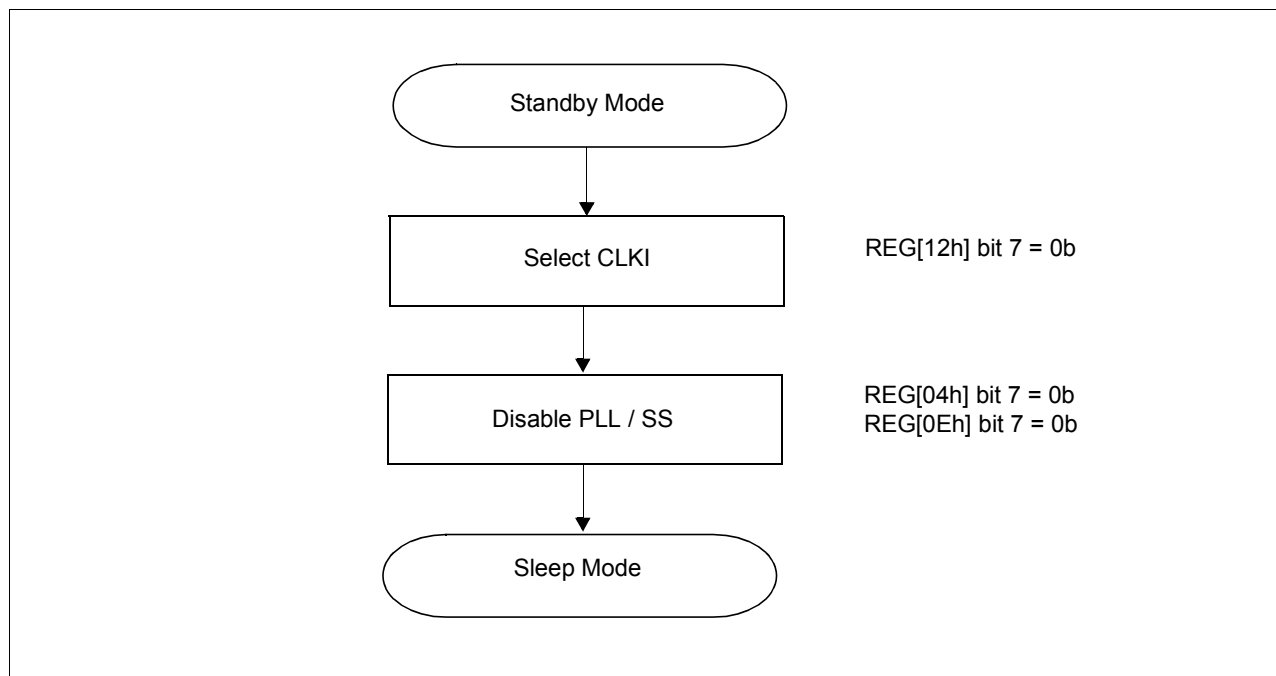 Standby Mode
Select CLKI
REG[12h] bit 7 = 0b
Disable PLL / SS
REG[04h] bit 7 = 0b
REG[0Eh] bit 7 = 0b
Sleep Mode